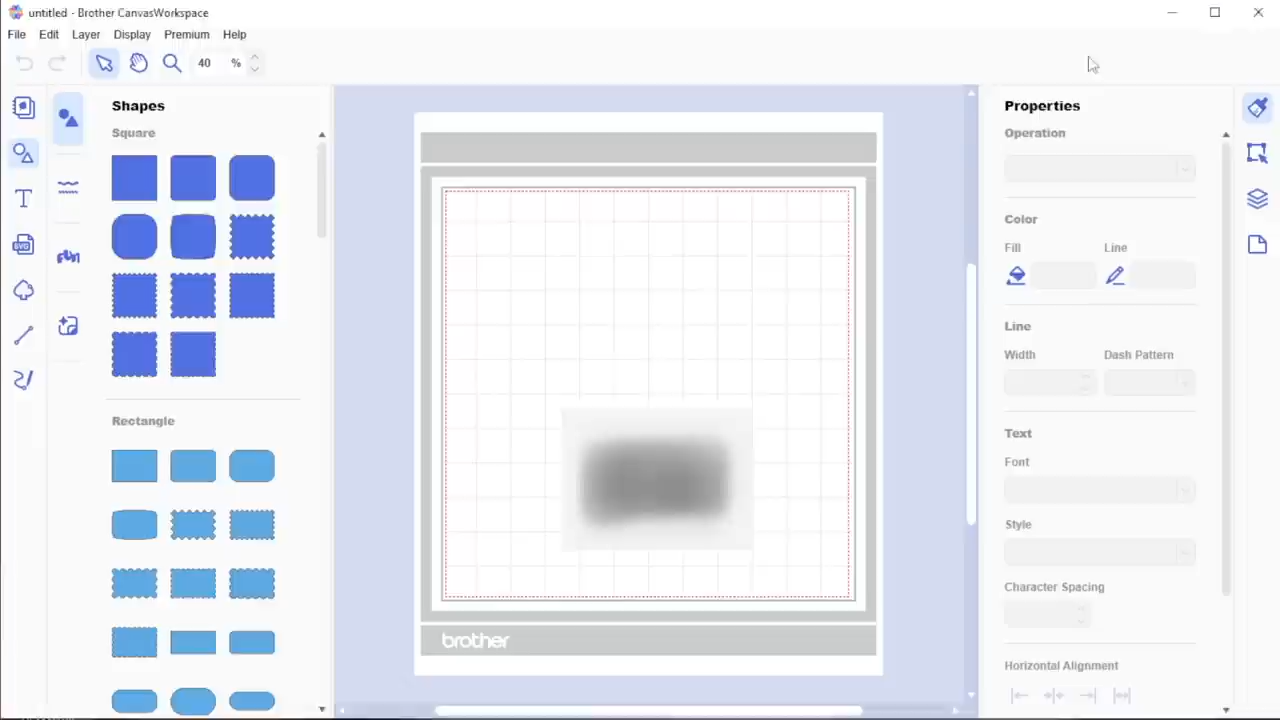 untitled - Brother CanvasWorkspace
File Edit Layer Display Premium Help
40 %
Shapes
Square
Rectangle
SVG
brother
Properties
Operation
Color
Fill Line
Line
Width Dash Pattern
Text
Font
Style
Character Spacing
Horizontal Alignment